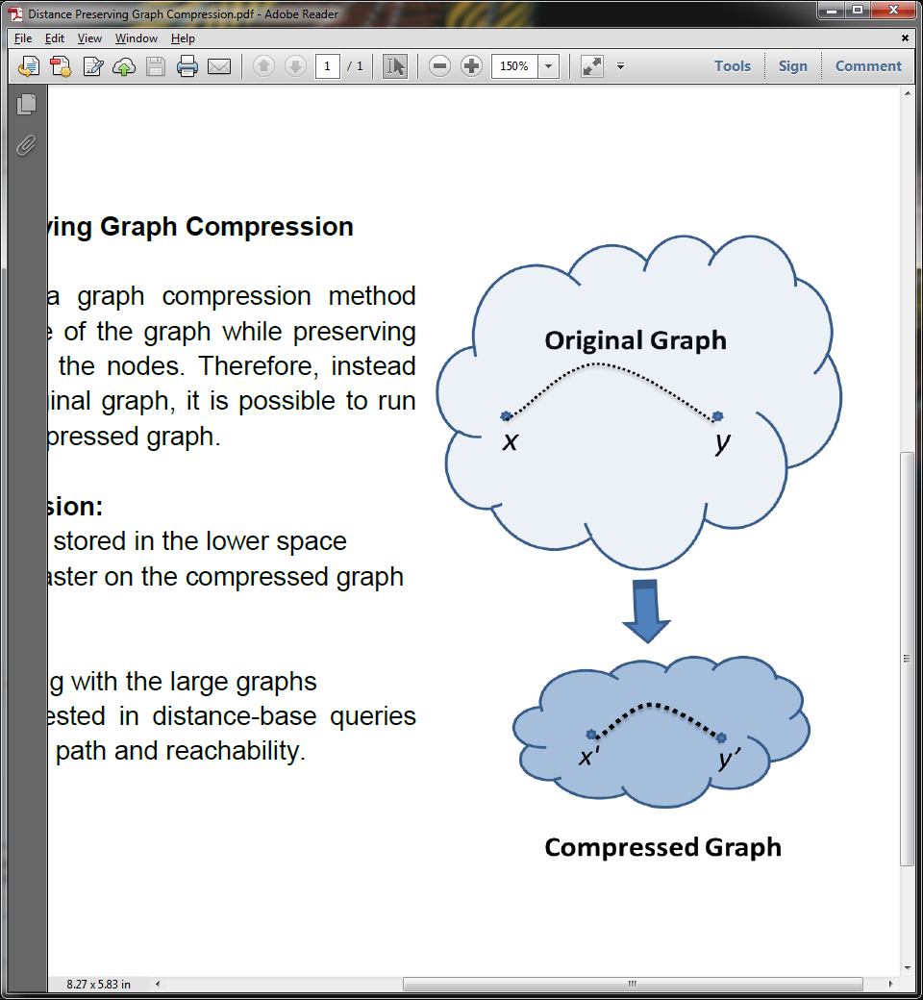 Distance Preserving Graph Compression.pdf - Adobe Reader
File Edit View Window Help
1 / 1 150% Tools Sign Comment
ving Graph Compression
a graph compression method
e of the graph while preserving
the nodes. Therefore, instead
ginal graph, it is possible to run
pressed graph.
sion:
stored in the lower space
aster on the compressed graph
g with the large graphs
ested in distance-base queries
path and reachability.
Original Graph
x y
x' y’
Compressed Graph
8.27 x 5.83 in